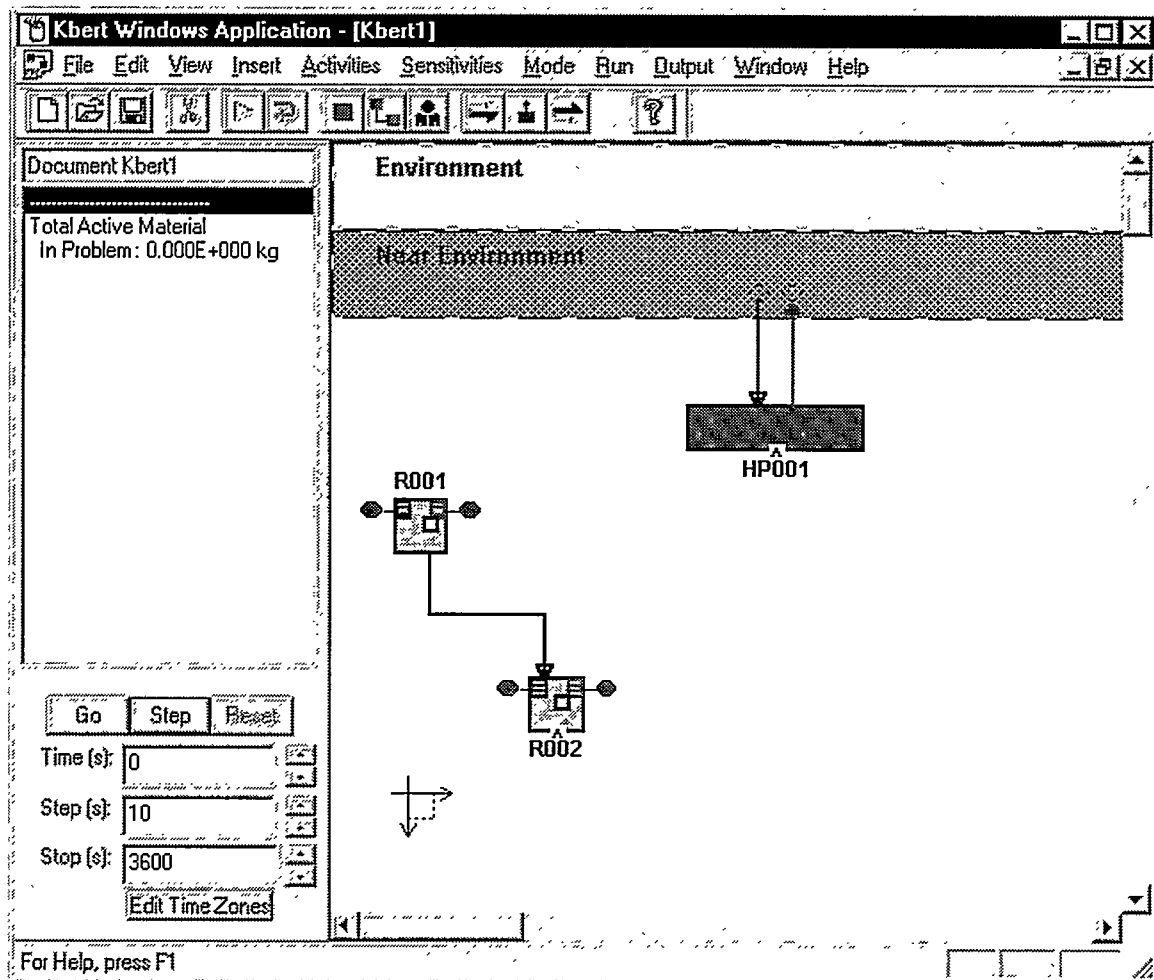 Kbert Windows Application - [Kbert1]
File Edit View Insert Activities Sensitivities Mode Run Output Window Help
Document Kbert1
---------------------------------
Total Active Material
In Problem: 0.000E+000 kg
Environment
Near Environment
HP001
R001
R002
Go Step Reset
Time (s): 0
Step (s): 10
Stop (s): 3600
Edit Time Zones
For Help, press F1